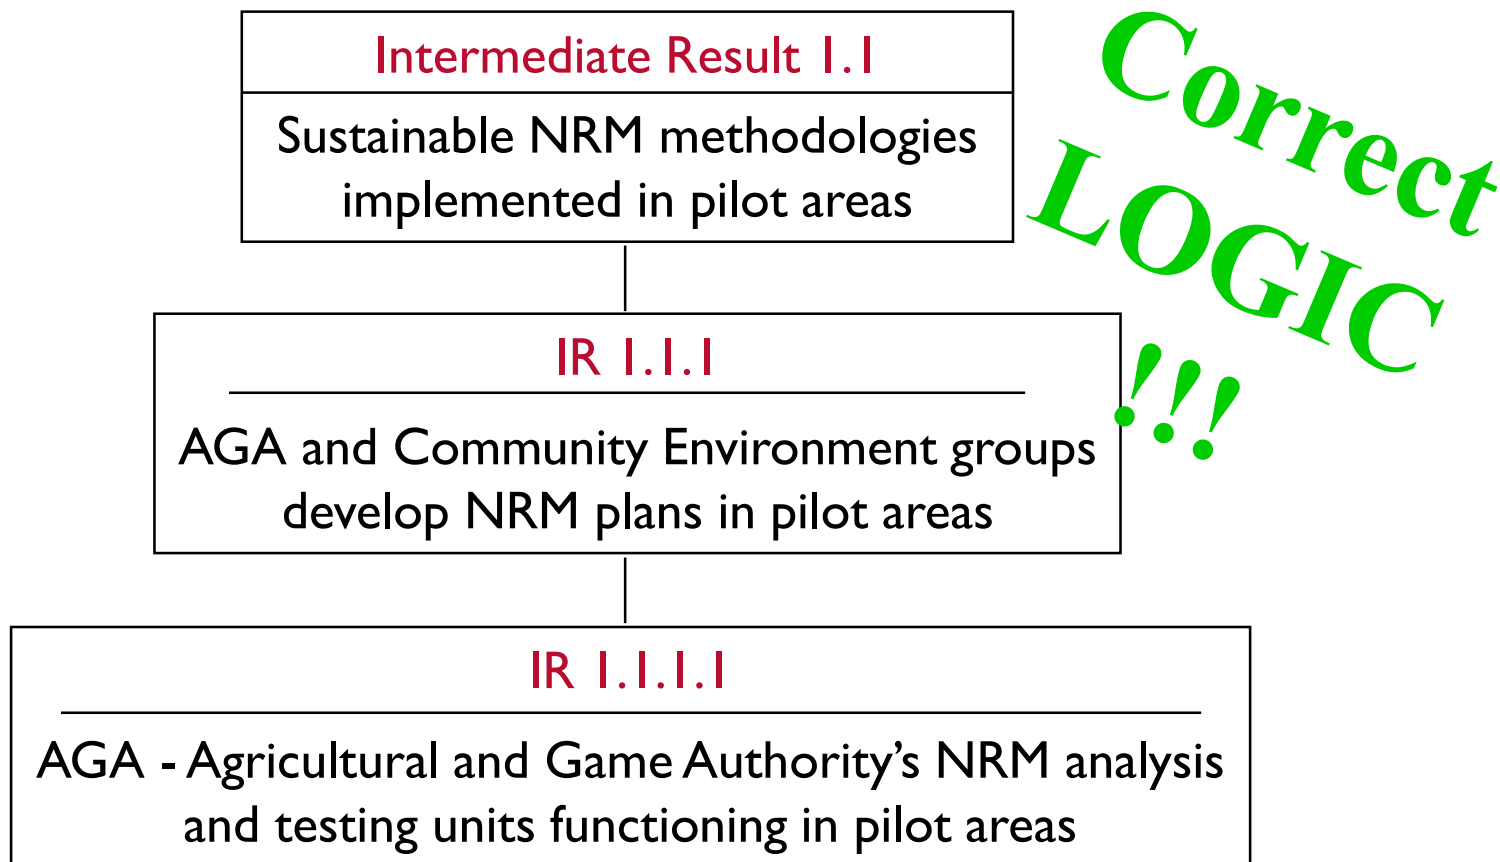 Intermediate Result 1.1
Sustainable NRM methodologies
implemented in pilot areas
Correct
LOGIC
!!!
IR 1.1.1
AGA and Community Environment groups
develop NRM plans in pilot areas
IR 1.1.1.1
AGA - Agricultural and Game Authority’s NRM analysis
and testing units functioning in pilot areas